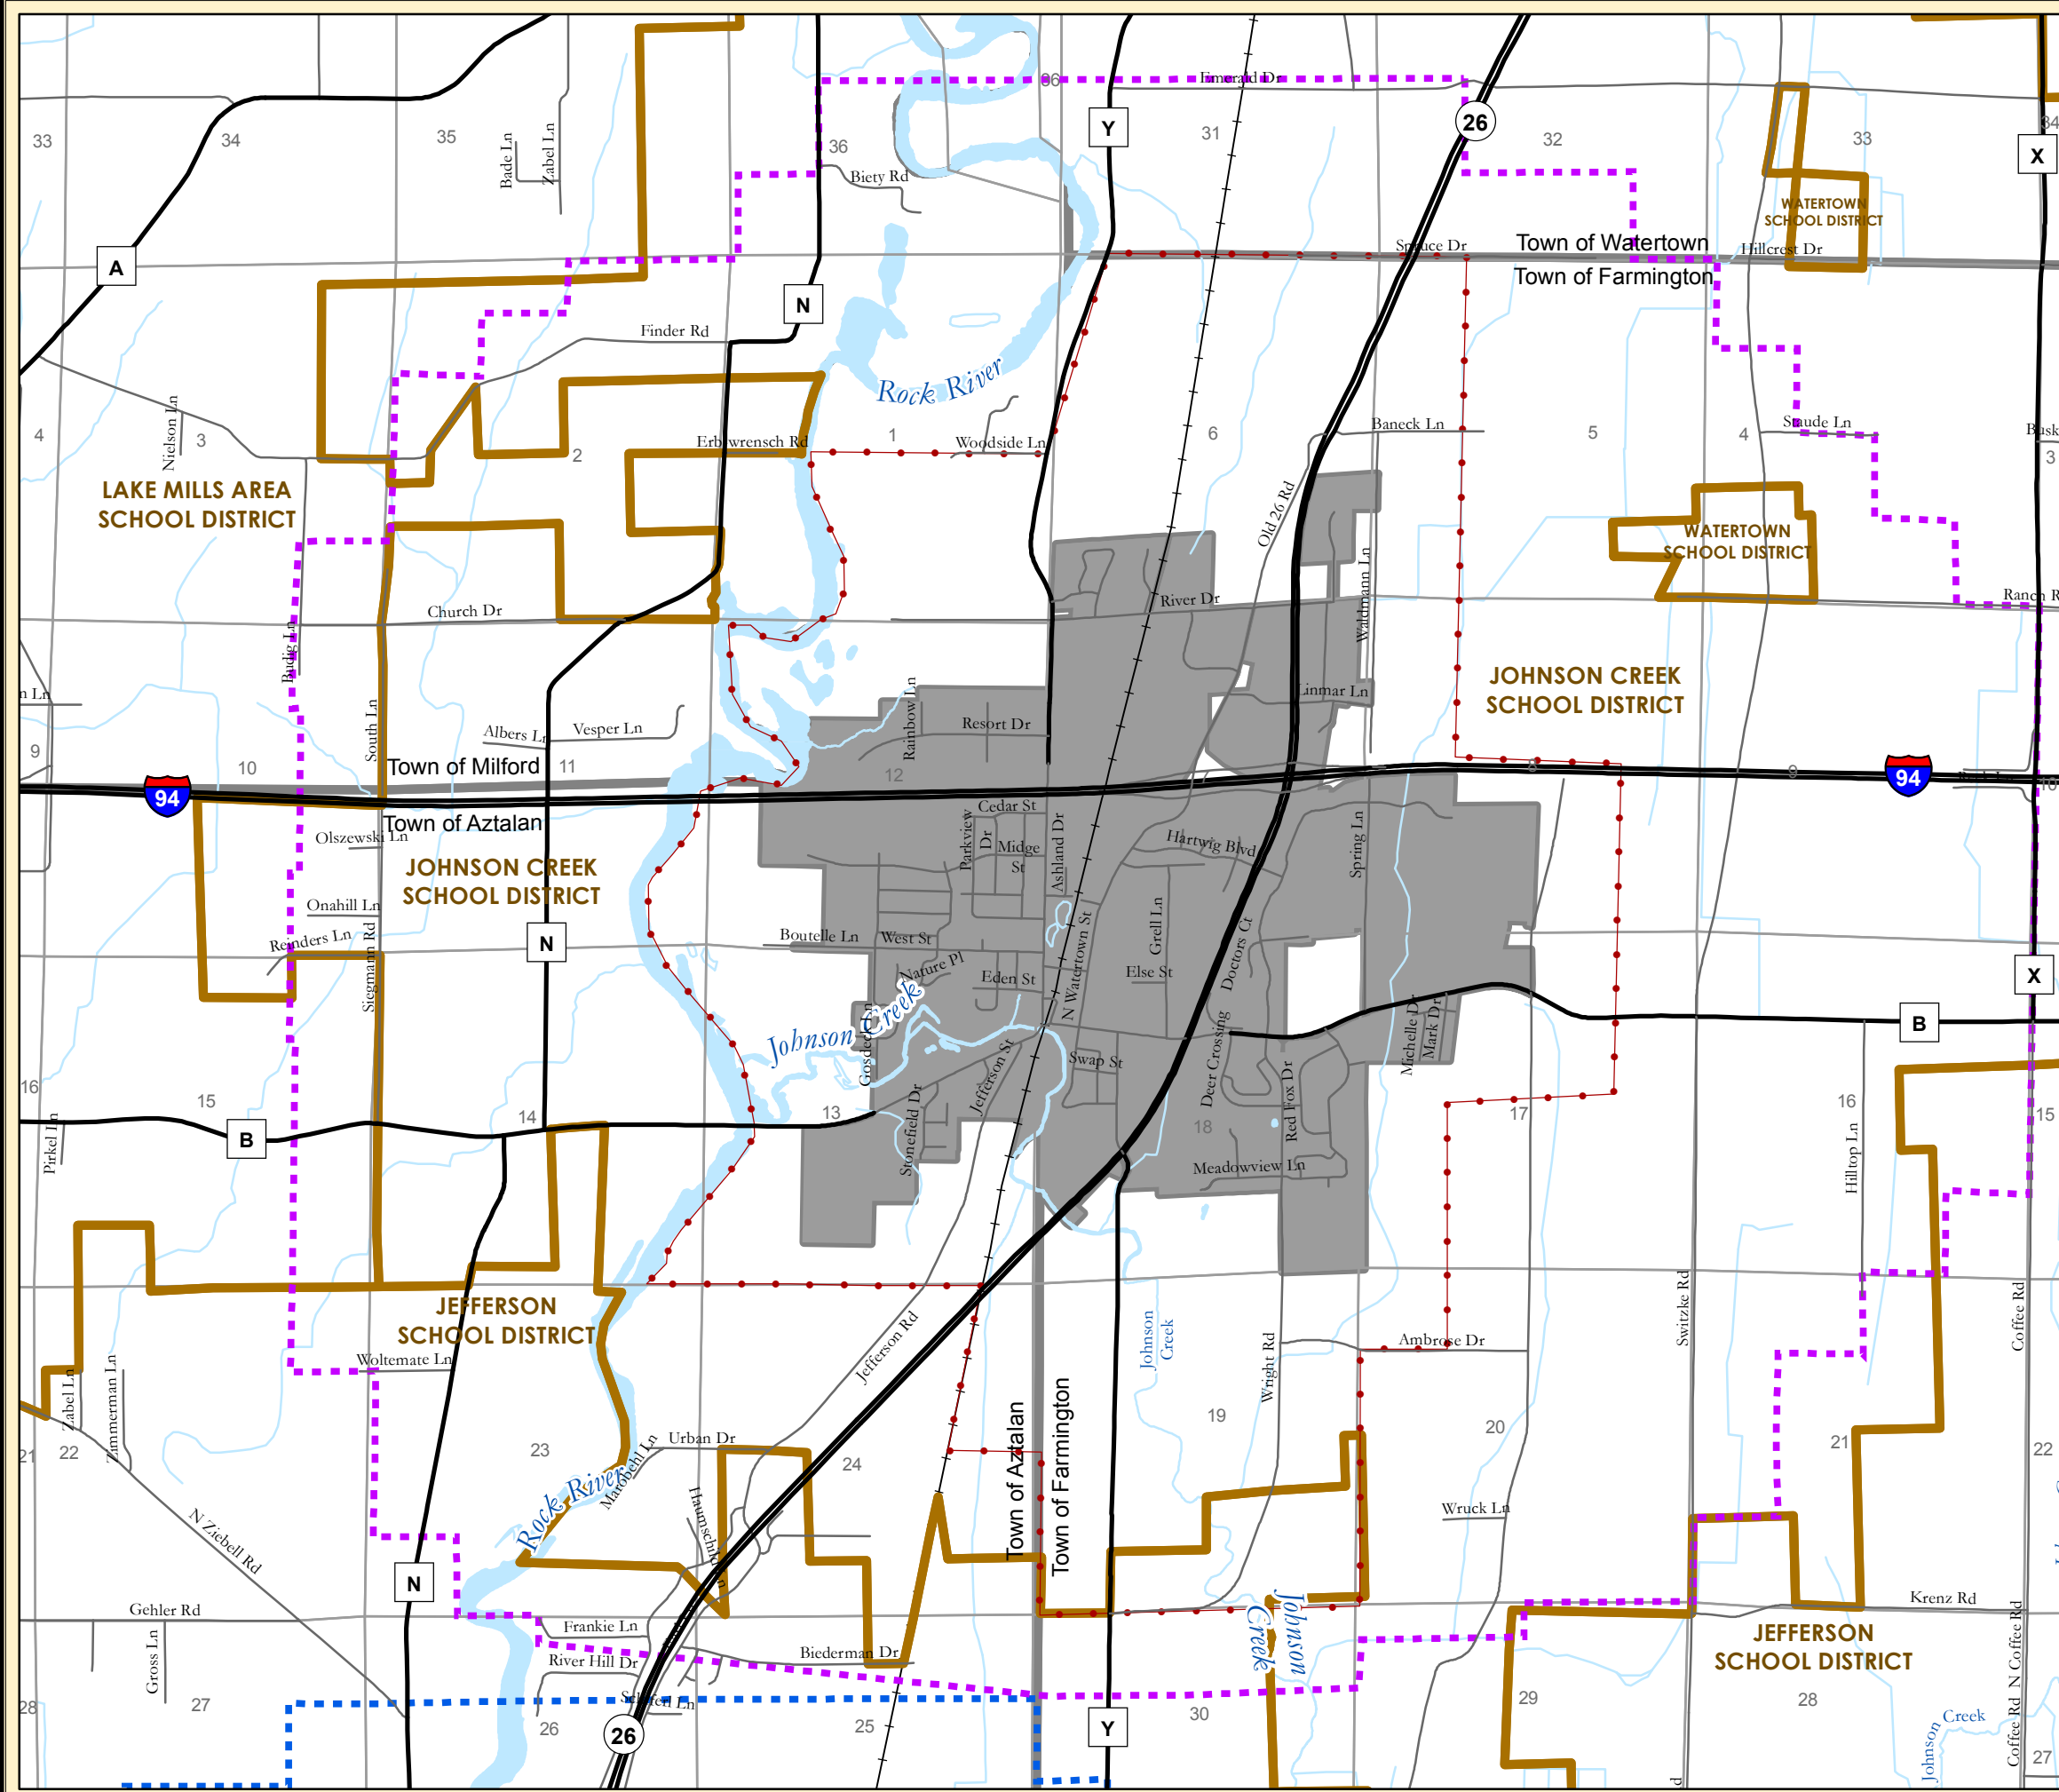 Emerald Dr
36
33
34
35
36
31
32
33
34
Y
26
X
Bade Ln
Zabel Ln
Biety Rd
WATERTOWN
SCHOOL DISTRICT
A
N
Spruce Dr
Town of Watertown
Hillcrest Dr
Town of Farmington
Finder Rd
Rock River
Nielson Ln
4
3
2
1
6
5
4
3
Woodside Ln
Baneck Ln
Staude Ln
LAKE MILLS AREA
SCHOOL DISTRICT
Old 26 Rd
WATERTOWN
SCHOOL DISTRICT
Waldmann Ln
Church Dr
River Dr
Rudig Ln
JOHNSON CREEK
SCHOOL DISTRICT
n Ln
South Ln
Albers Ln
Vesper Ln
Rainbow Ln
Resort Dr
Linmar Ln
9
10
11
12
8
9
10
Town of Milford
94
94
Town of Aztalan
Olszewski Ln
Cedar St
Parkview
Dr
Midge
St
Ashland Dr
Hartwig Blvd
Spring Ln
JOHNSON CREEK
SCHOOL DISTRICT
Onahill Ln
Reinders Ln
Siegmann Rd
N
Boutelle Ln
West St
Nature Pl
Eden St
N Watertown St
Grell Ln
Else St
Doctors Ct
X
B
Johnson Creek
Gosdeck Ln
Jefferson St
Swap St
Deer Crossing
Red Fox Dr
Michelle Dr
Mark Dr
16
15
14
13
18
17
16
15
Pirkel Ln
B
Stonefield Dr
Meadowview Ln
Hilltop Ln
JEFFERSON
SCHOOL DISTRICT
Woltemate Ln
Jefferson Rd
Johnson
Creek
Wright Rd
Ambrose Dr
Switzke Rd
Coffee Rd
Zabel Ln
Zimmerman Ln
Town of Aztalan
Town of Farmington
21
22
23
24
19
20
21
22
Urban Dr
Marobehl Ln
Rock River
Haumschild Ln
N Ziebell Rd
Wruck Ln
N
Gehler Rd
Gross Ln
Frankie Ln
River Hill Dr
Biederman Dr
Johnson
Creek
Krenz Rd
N Coffee Rd
JEFFERSON
SCHOOL DISTRICT
28
27
26
25
30
29
28
27
26
Y
Johnson Creek
Coffee Rd
d